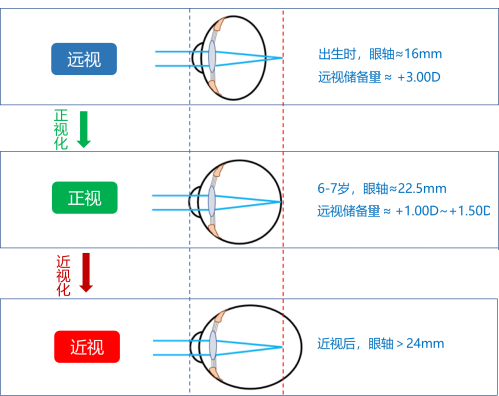 远视
出生时，眼轴≈16mm
远视储备量 ≈ +3.00D
正视化
正视
6-7岁，眼轴≈22.5mm
远视储备量 ≈ +1.00D~+1.50D
近视化
近视
近视后，眼轴＞24mm